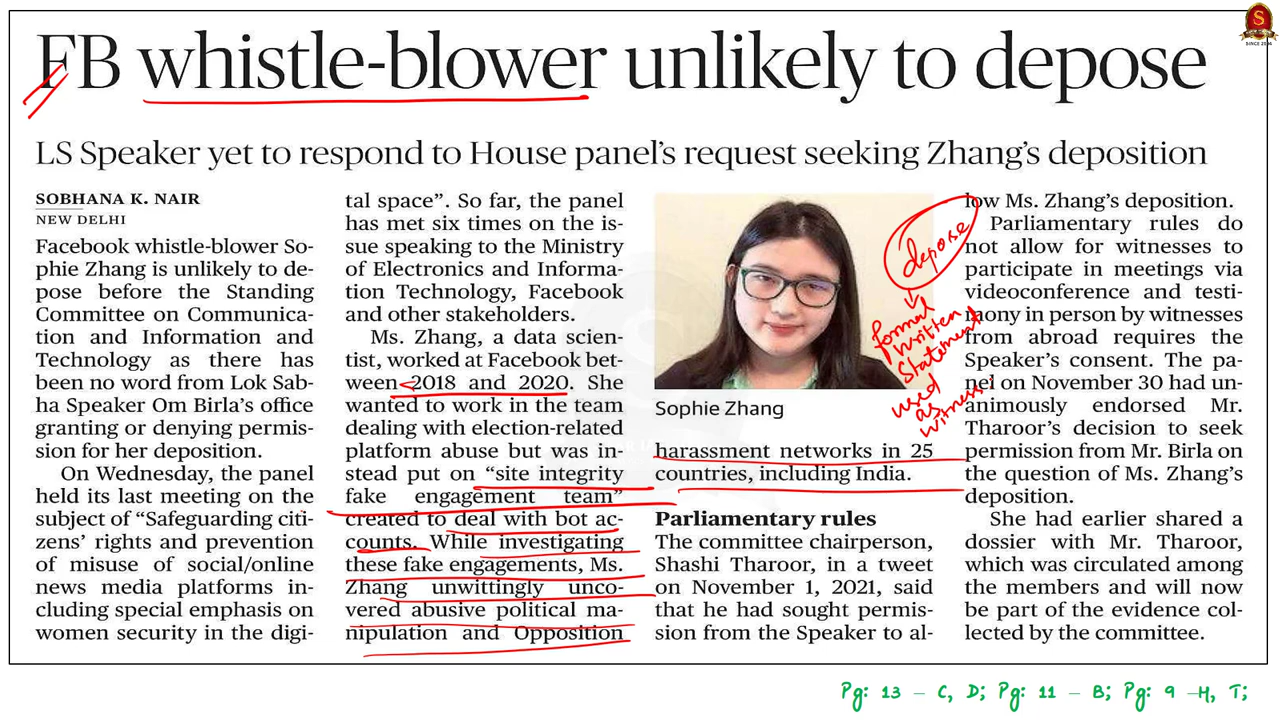 FB whistle-blower unlikely to depose
LS Speaker yet to respond to House panel's request seeking Zhang's deposition
SOBHANA K. NAIR
NEW DELHI
Facebook whistle-blower So-
phie Zhang is unlikely to de-
pose before the Standing
Committee on Communica-
tion and Information and
Technology as there has
been no word from Lok Sab-
ha Speaker Om Birla's office
granting or denying permis-
sion for her deposition.
On Wednesday, the panel
held its last meeting on the
subject of "Safeguarding citi-
zens' rights and prevention
of misuse of social/online
news media platforms in-
cluding special emphasis on
women security in the digi-
tal space". So far, the panel
has met six times on the is-
sue speaking to the Ministry
of Electronics and Informa-
tion Technology, Facebook
and other stakeholders.
Ms. Zhang, a data scien-
tist, worked at Facebook bet-
ween 2018 and 2020. She
wanted to work in the team
dealing with election-related
platform abuse but was in-
stead put on "site integrity
fake engagement team"
created to deal with bot ac-
counts. While investigating
these fake engagements, Ms.
Zhang unwittingly unco-
vered abusive political ma-
nipulation and Opposition
Sophie Zhang
harassment networks in 25
countries, including India.
Parliamentary rules
The committee chairperson,
Shashi Tharoor, in a tweet
on November 1, 2021, said
that he had sought permis-
sion from the Speaker to al-
low Ms. Zhang's deposition.
Parliamentary rules do
not allow for witnesses to
participate in meetings via
videoconference and testi-
mony in person by witnesses
from abroad requires the
Speaker's consent. The pa-
nel on November 30 had un-
animously endorsed Mr.
Tharoor's decision to seek
permission from Mr. Birla on
the question of Ms. Zhang's
deposition.
She had earlier shared a
dossier with Mr. Tharoor,
which was circulated among
the members and will now
be part of the evidence col-
lected by the committee.
depose
formal
written
statement
used
as
witness
Pg: 13 – C, D; Pg: 11 – B; Pg: 9 – H, T;
S
SINCE 2004